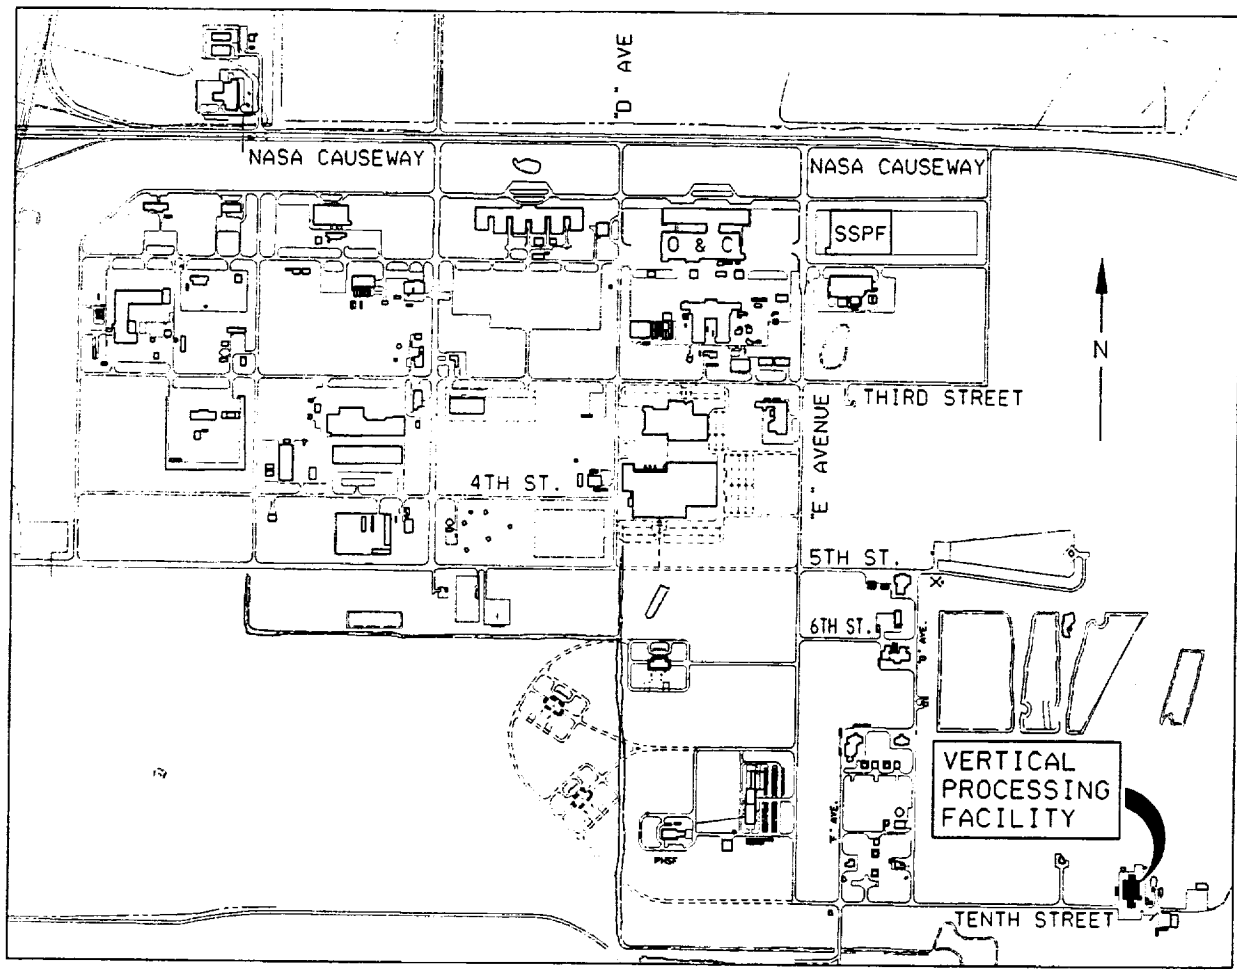 "D" AVE
NASA CAUSEWAY
NASA CAUSEWAY
O & C
SSPF
N
THIRD STREET
"E" AVENUE
4TH ST.
5TH ST.
6TH ST.
VERTICAL
PROCESSING
FACILITY
"F" AVE.
PHSF
TENTH STREET